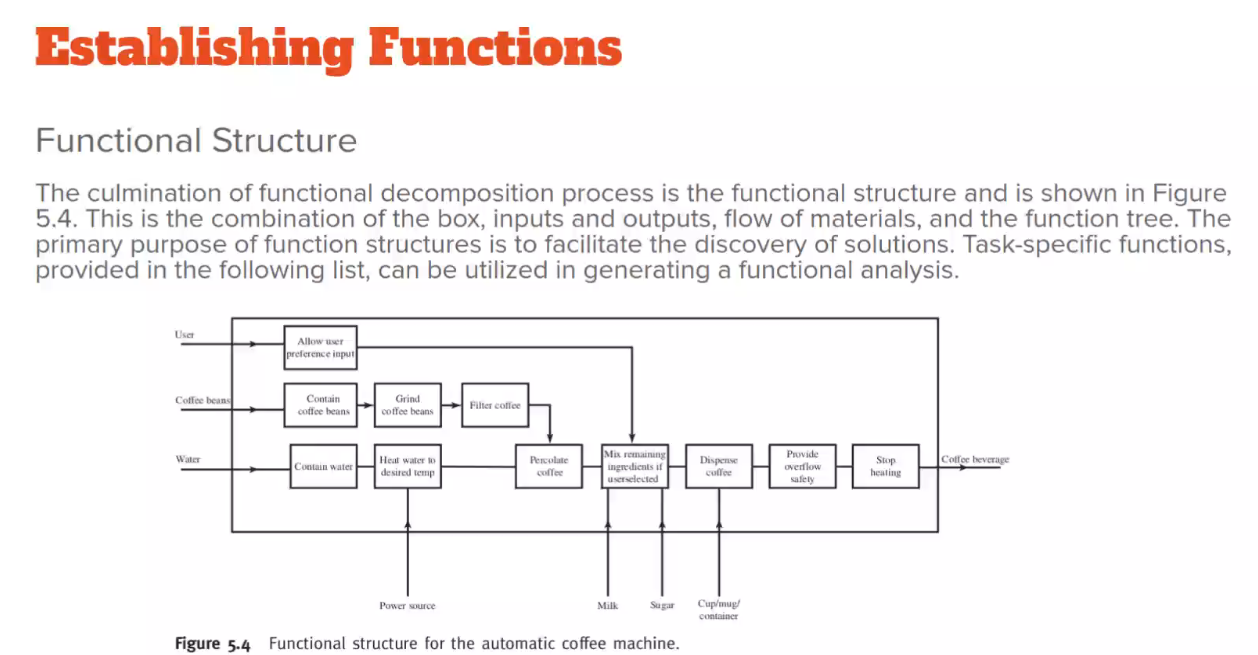 Establishing Functions
Functional Structure
The culmination of functional decomposition process is the functional structure and is shown in Figure
5.4. This is the combination of the box, inputs and outputs, flow of materials, and the function tree. The
primary purpose of function structures is to facilitate the discovery of solutions. Task-specific functions,
provided in the following list, can be utilized in generating a functional analysis.
User
Allow user
preference input
Coffee beans
Contain
coffee beans
Grind
coffee beans
Filter coffee
Water
Contain water
Heat water to
desired temp
Percolate
coffee
Mix remaining
ingredients if
userselected
Dispense
coffee
Provide
overflow
safety
Stop
heating
Coffee beverage
Power source
Milk
Sugar
Cup/mug/
container
Figure 5.4 Functional structure for the automatic coffee machine.